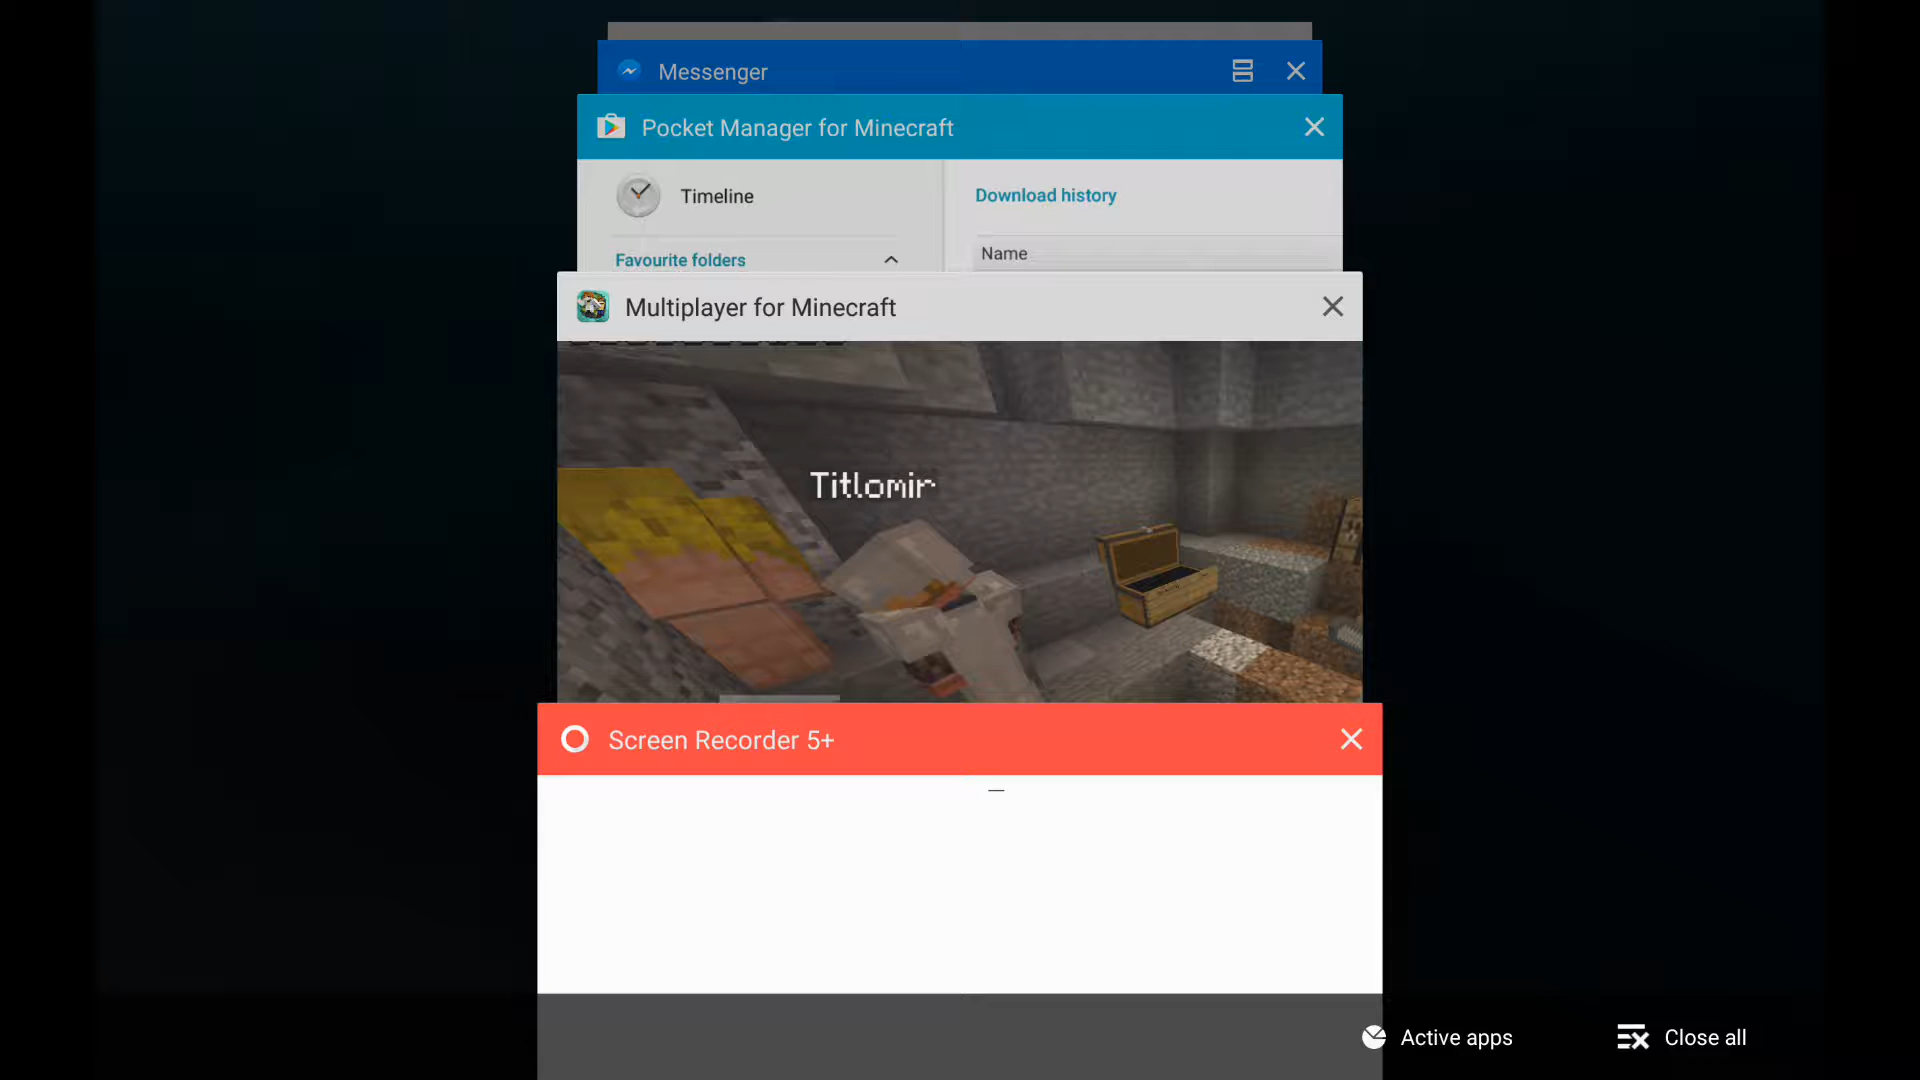 Messenger
Pocket Manager for Minecraft
Timeline
Download history
Favourite folders
Name
Multiplayer for Minecraft
Titlomir
Screen Recorder 5+
Active apps
Close all